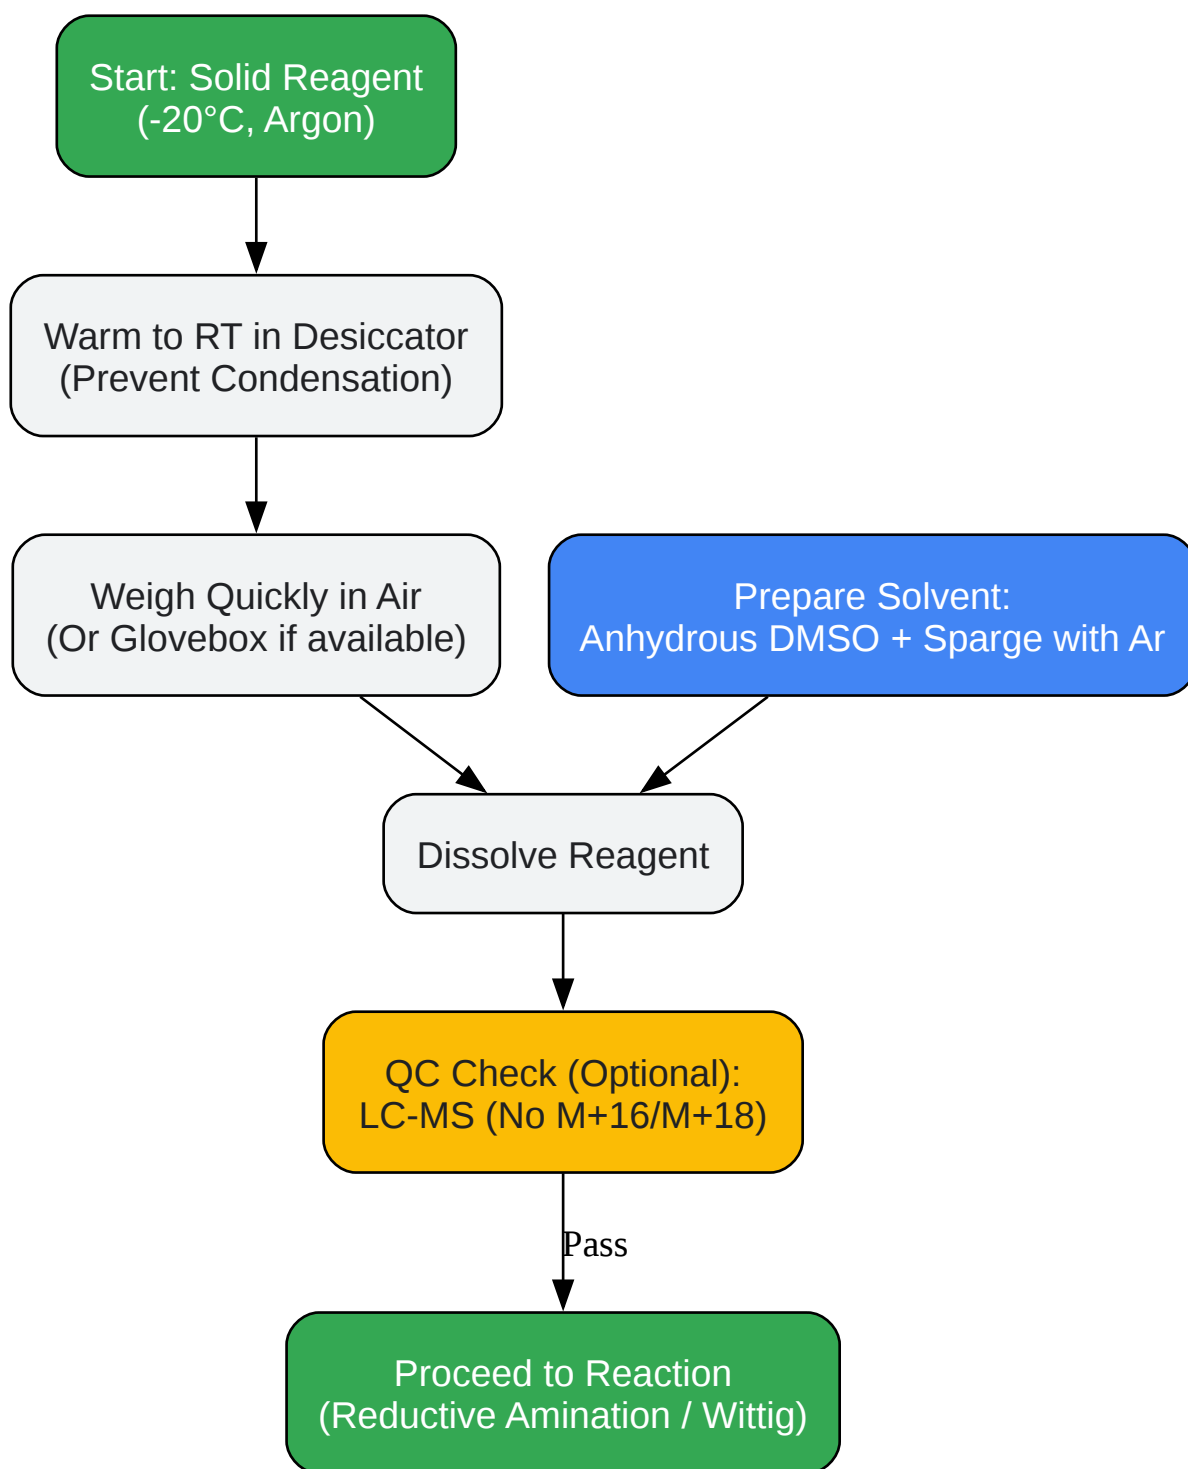 Start: Solid Reagent
(-20°C, Argon)
Warm to RT in Desiccator
(Prevent Condensation)
Weigh Quickly in Air
(Or Glovebox if available)
Prepare Solvent:
Anhydrous DMSO + Sparge with Ar
Dissolve Reagent
QC Check (Optional):
LC-MS (No M+16/M+18)
Pass
Proceed to Reaction
(Reductive Amination / Wittig)